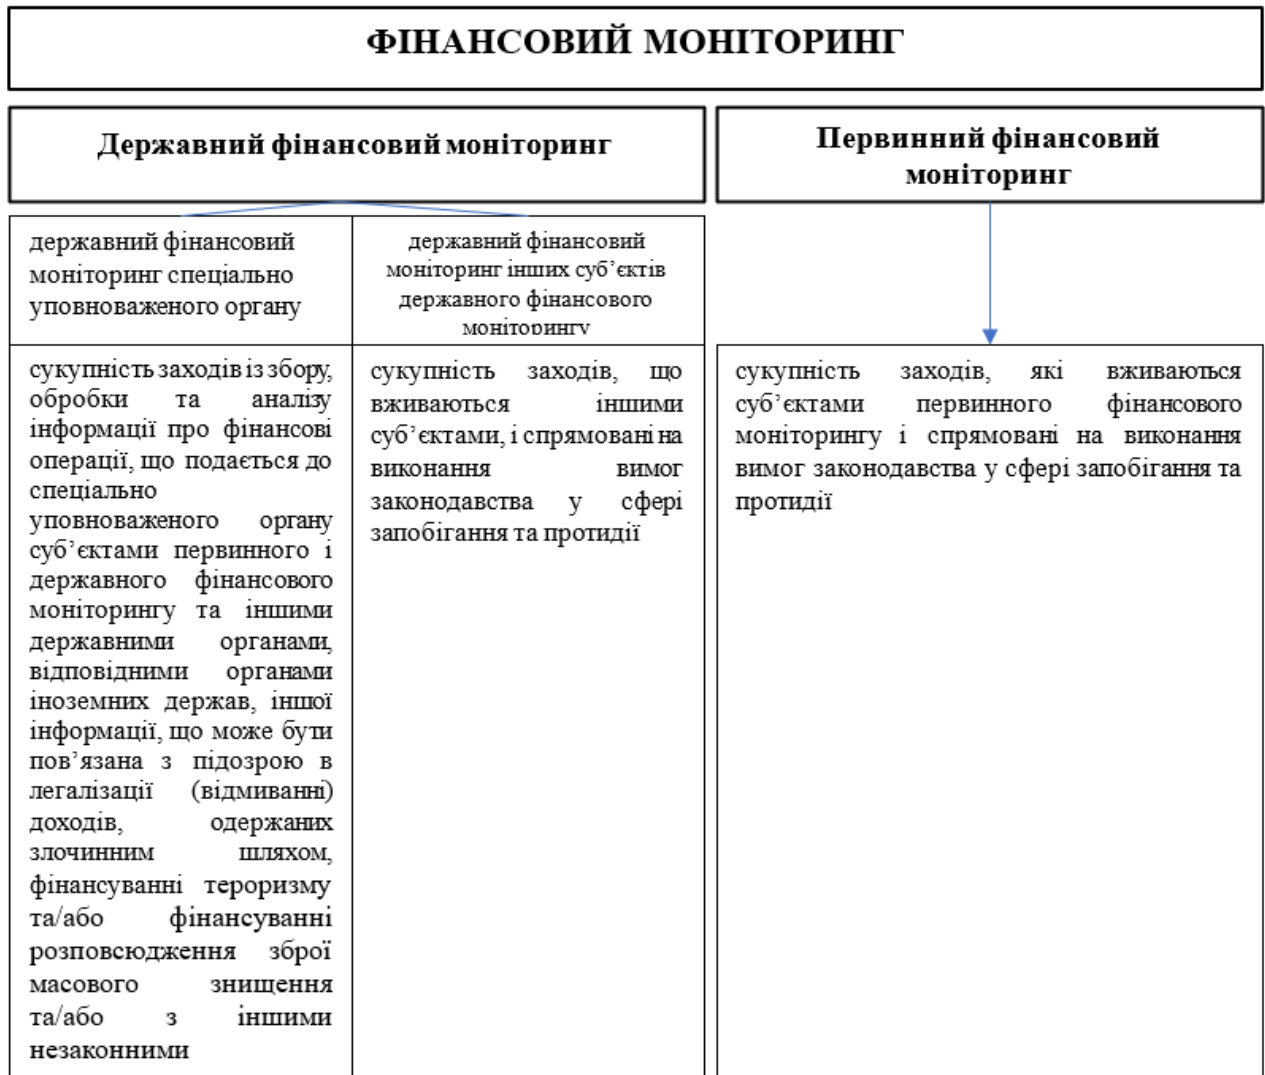 ФІНАНСОВИЙ МОНІТОРИНГ
Державний фінансовий моніторинг
Первинний фінансовий
моніторинг
державний фінансовий
моніторинг спеціально
уповноваженого органу
державний фінансовий
моніторинг інших суб’єктів
державного фінансового
моніторингу
сукупність заходів із збору,
обробки та аналізу
інформації про фінансові
операції, що подається до
спеціально
уповноваженого органу
суб’єктами первинного і
державного фінансового
моніторингу та іншими
державними органами,
відповідними органами
іноземних держав, іншої
інформації, що може бути
пов’язана з підозрою в
легалізації (відмиванні)
доходів, одержаних
злочинним шляхом,
фінансуванні тероризму
та/або фінансуванні
розповсюдження зброї
масового знищення
та/або з іншими
незаконними
сукупність заходів, що
вживаються іншими
суб’єктами, і спрямовані на
виконання вимог
законодавства у сфері
запобігання та протидії
сукупність заходів, які вживаються
суб’єктами первинного фінансового
моніторингу і спрямовані на виконання
вимог законодавства у сфері запобігання та
протидії